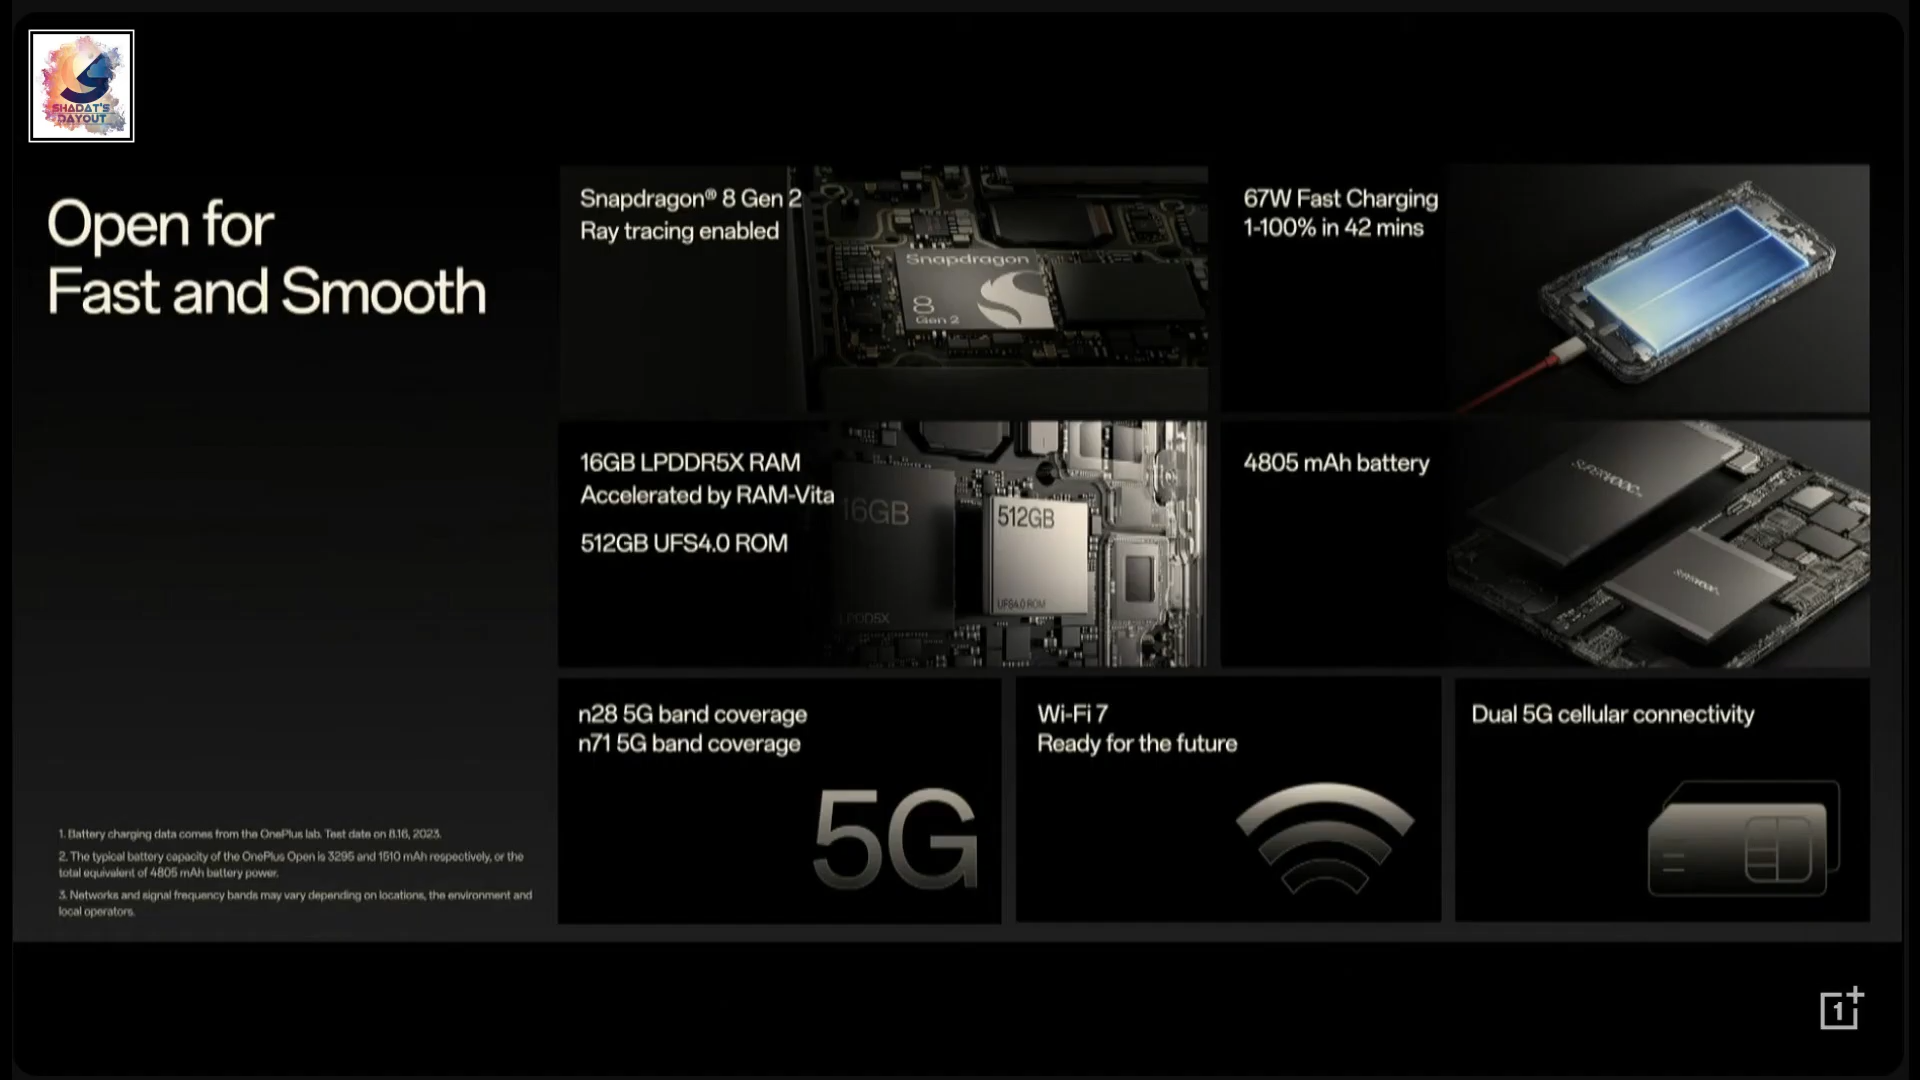 SHADAT'S
DAYOUT
Open for
Fast and Smooth
Snapdragon® 8 Gen 2
Ray tracing enabled
Snapdragon
8
Gen 2
67W Fast Charging
1-100% in 42 mins
16GB LPDDR5X RAM
Accelerated by RAM-Vita
512GB UFS4.0 ROM
16GB
LPDD5X
512GB
UFS4.0 ROM
4805 mAh battery
SUPERVOOC
SUPERVOOC
n28 5G band coverage
n71 5G band coverage
5G
Wi-Fi 7
Ready for the future
Dual 5G cellular connectivity
1. Battery charging data comes from the OnePlus lab. Test date on 8.16, 2023.
2. The typical battery capacity of the OnePlus Open is 3295 and 1510 mAh respectively, or the
total equivalent of 4805 mAh battery power.
3. Networks and signal frequency bands may vary depending on locations, the environment and
local operators.
1+